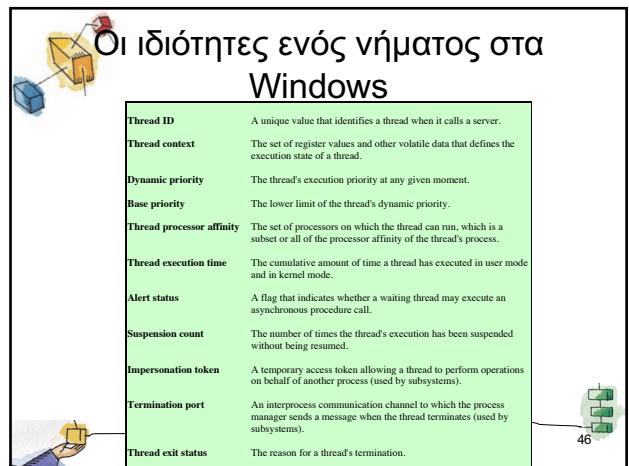 Οι ιδιότητες ενός νήματος στα
Windows
Thread ID A unique value that identifies a thread when it calls a server.
Thread context The set of register values and other volatile data that defines the
execution state of a thread.
Dynamic priority The thread's execution priority at any given moment.
Base priority The lower limit of the thread's dynamic priority.
Thread processor affinity The set of processors on which the thread can run, which is a
subset or all of the processor affinity of the thread's process.
Thread execution time The cumulative amount of time a thread has executed in user mode
and in kernel mode.
Alert status A flag that indicates whether a waiting thread may execute an
asynchronous procedure call.
Suspension count The number of times the thread's execution has been suspended
without being resumed.
Impersonation token A temporary access token allowing a thread to perform operations
on behalf of another process (used by subsystems).
Termination port An interprocess communication channel to which the process
manager sends a message when the thread terminates (used by
subsystems).
Thread exit status The reason for a thread's termination.
46